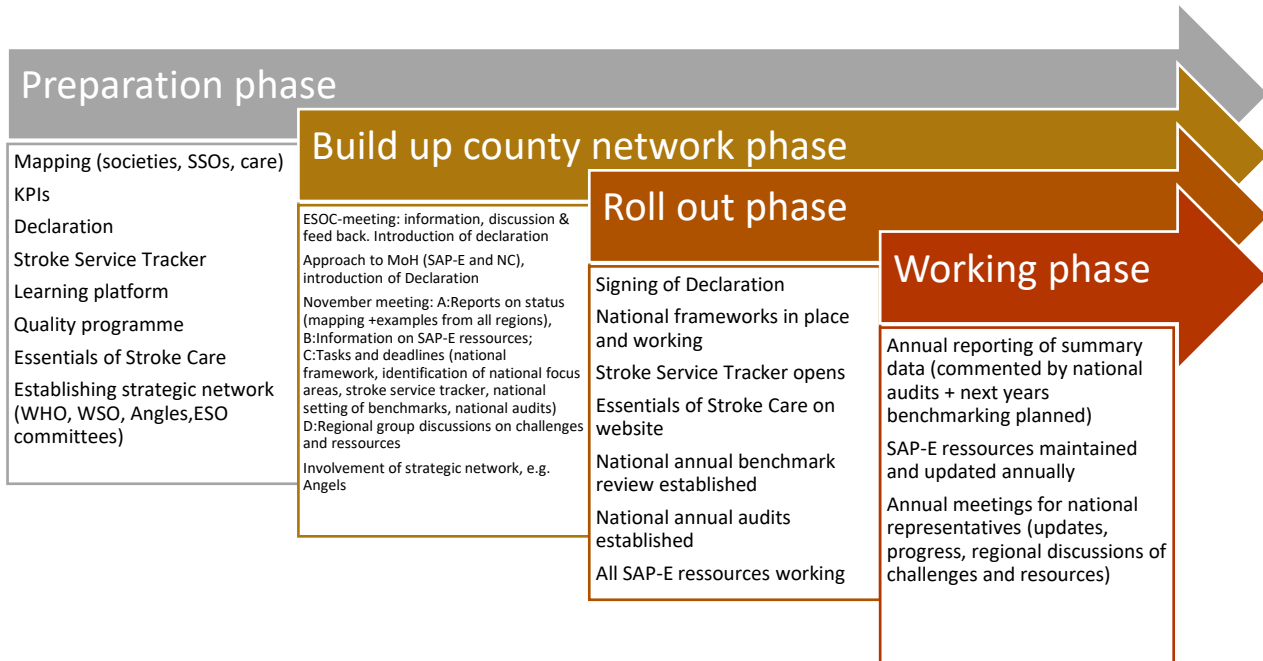 Preparation phase
Mapping (societies, SSOs, care)
KPIs
Declaration
Stroke Service Tracker
Learning platform
Quality programme
Essentials of Stroke Care
Establishing strategic network
(WHO, WSO, Angles,ESO
committees)
Build up county network phase
ESOC-meeting: information, discussion &
feed back. Introduction of declaration
Approach to MoH (SAP-E and NC),
introduction of Declaration
November meeting: A:Reports on status
(mapping +examples from all regions),
B:Information on SAP-E ressources;
C:Tasks and deadlines (national
framework, identification of national focus
areas, stroke service tracker, national
setting of benchmarks, national audits)
D:Regional group discussions on challenges
and ressources
Involvement of strategic network, e.g.
Angels
Roll out phase
Signing of Declaration
National frameworks in place
and working
Stroke Service Tracker opens
Essentials of Stroke Care on
website
National annual benchmark
review established
National annual audits
established
All SAP-E ressources working
Working phase
Annual reporting of summary
data (commented by national
audits + next years
benchmarking planned)
SAP-E ressources maintained
and updated annually
Annual meetings for national
representatives (updates,
progress, regional discussions of
challenges and resources)